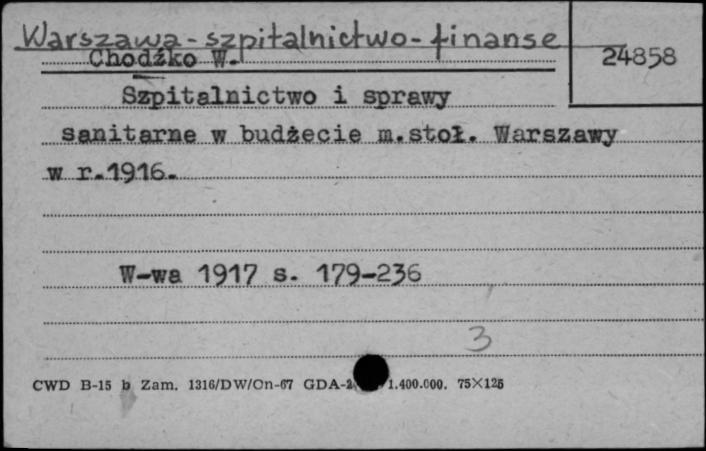 Warszawa - szpitalnictwo - finanse
24858
Chodźko W.
Szpitalnictwo i sprawy
sanitarne w budżecie m.stoł. Warszawy
w r.1916.
W-wa 1917 s. 179-236
3
CWD B-15 b Zam. 1316/DW/On-67 GDA-2 1.400.000. 75×125